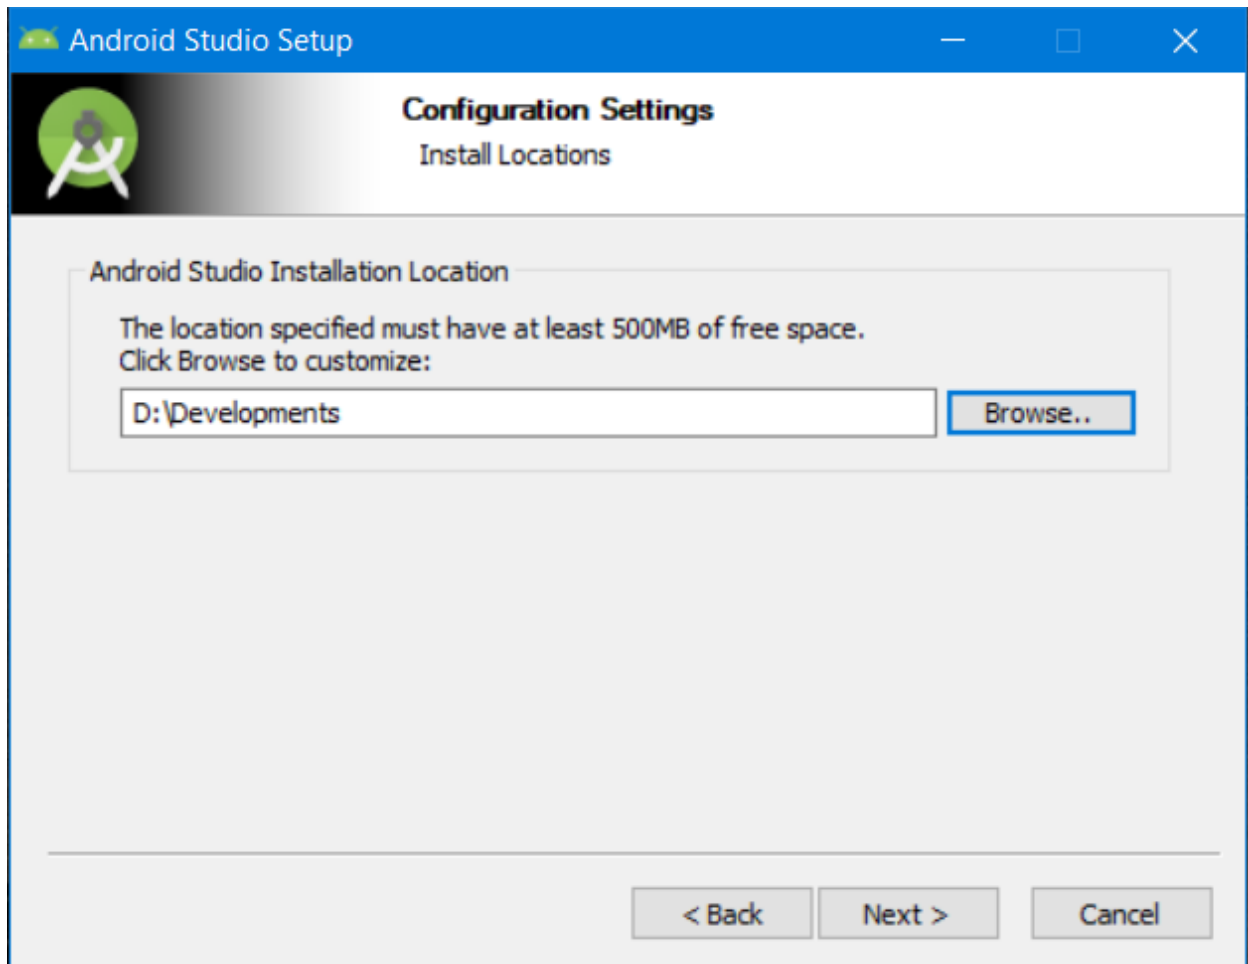 Android Studio Setup
Configuration Settings
Install Locations
Android Studio Installation Location
The location specified must have at least 500MB of free space.
Click Browse to customize:
D:\Developments
Browse..
< Back
Next >
Cancel